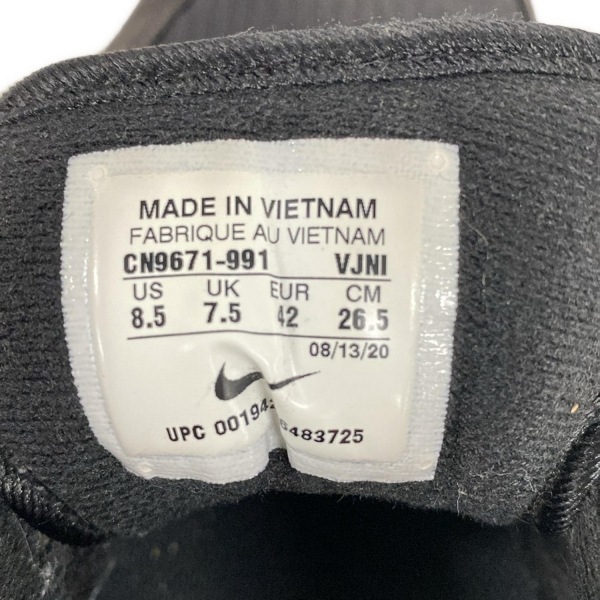 MADE IN VIETNAM
FABRIQUE AU VIETNAM
CN9671-991 VJNI
US UK EUR CM
8.5 7.5 42 26.5
08/13/20
UPC